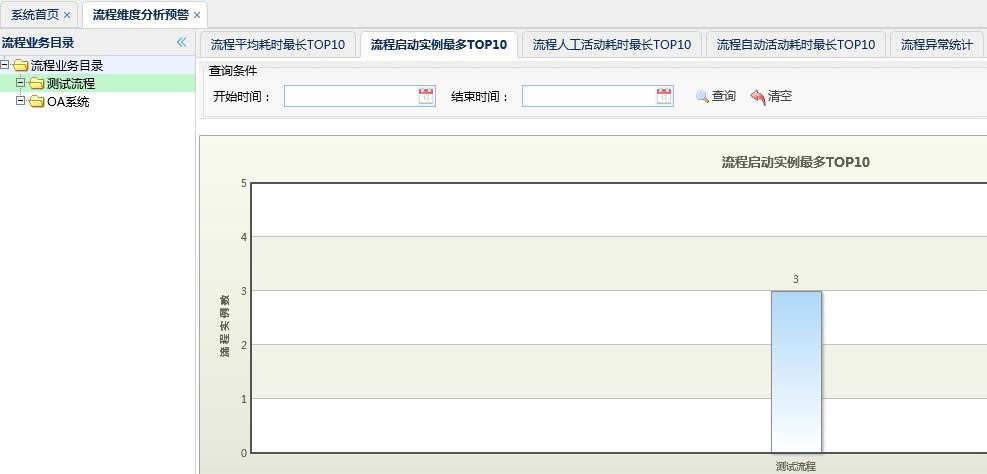 系统首页 × 流程维度分析预警 ×
流程业务目录 «
流程业务目录
测试流程
OA系统
流程平均耗时最长TOP10 流程启动实例最多TOP10 流程人工活动耗时最长TOP10 流程自动活动耗时最长TOP10 流程异常统计
查询条件
开始时间： 结束时间： 查询 清空
流程启动实例最多TOP10
流程实例数
5
4
3
2
1
0
3
测试流程